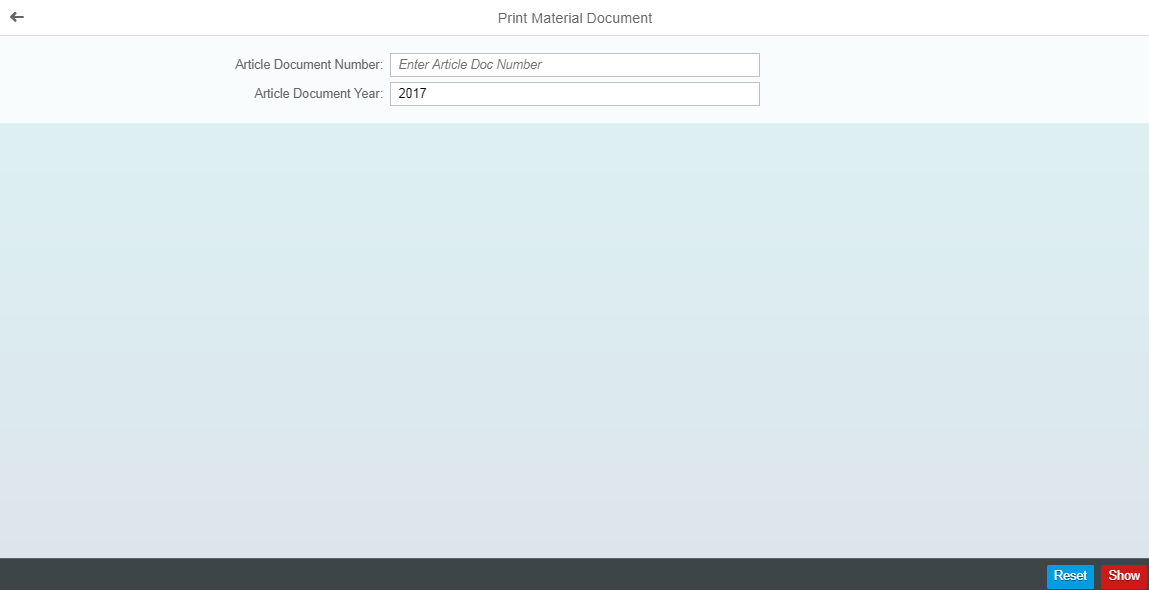 Print Material Document
Article Document Number: Enter Article Doc Number
Article Document Year: 2017
Reset Show